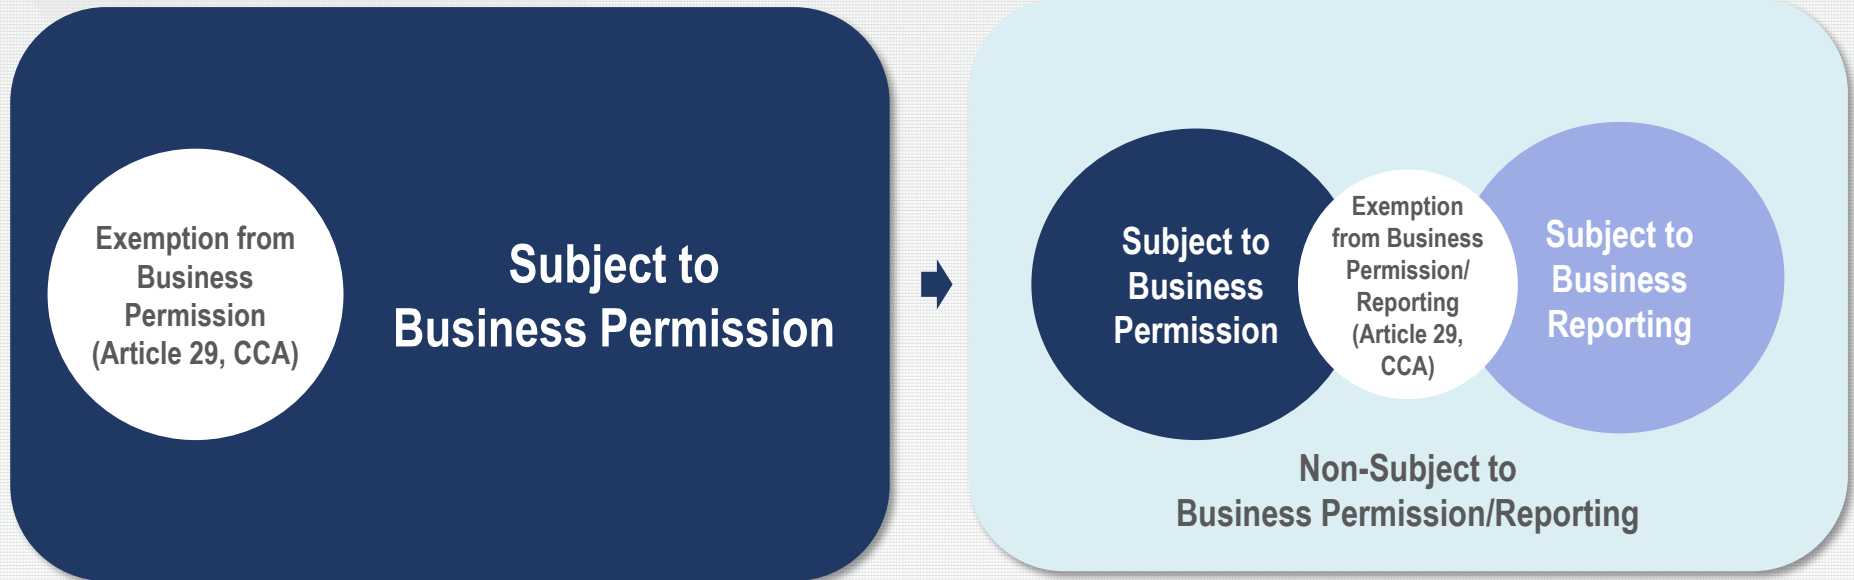 Exemption from
Business
Permission
(Article 29, CCA)
Subject to
Business Permission
Subject to
Business
Permission
Exemption
from Business
Permission/
Reporting
(Article 29,
CCA)
Subject to
Business
Reporting
Non-Subject to
Business Permission/Reporting